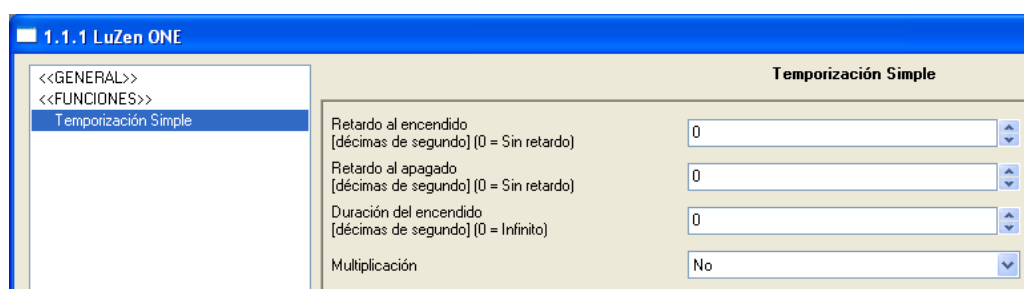 1.1.1 LuZen ONE
<<GENERAL>>
<<FUNCIONES>>
Temporización Simple
Temporización Simple
Retardo al encendido
[décimas de segundo] (0 = Sin retardo)
0
Retardo al apagado
[décimas de segundo] (0 = Sin retardo)
0
Duración del encendido
[décimas de segundo] (0 = Infinito)
0
Multiplicación
No